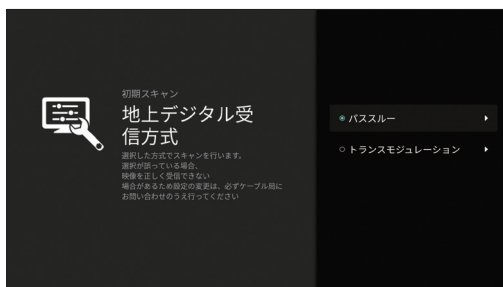 初期スキャン
地上デジタル受
信方式
選択した方式でスキャンを行います。
選択が誤っている場合、
映像を正しく受信できない
場合があるため設定の変更は、必ずケーブル局に
お問い合わせのうえ行ってください
パススルー
トランスモジュレーション